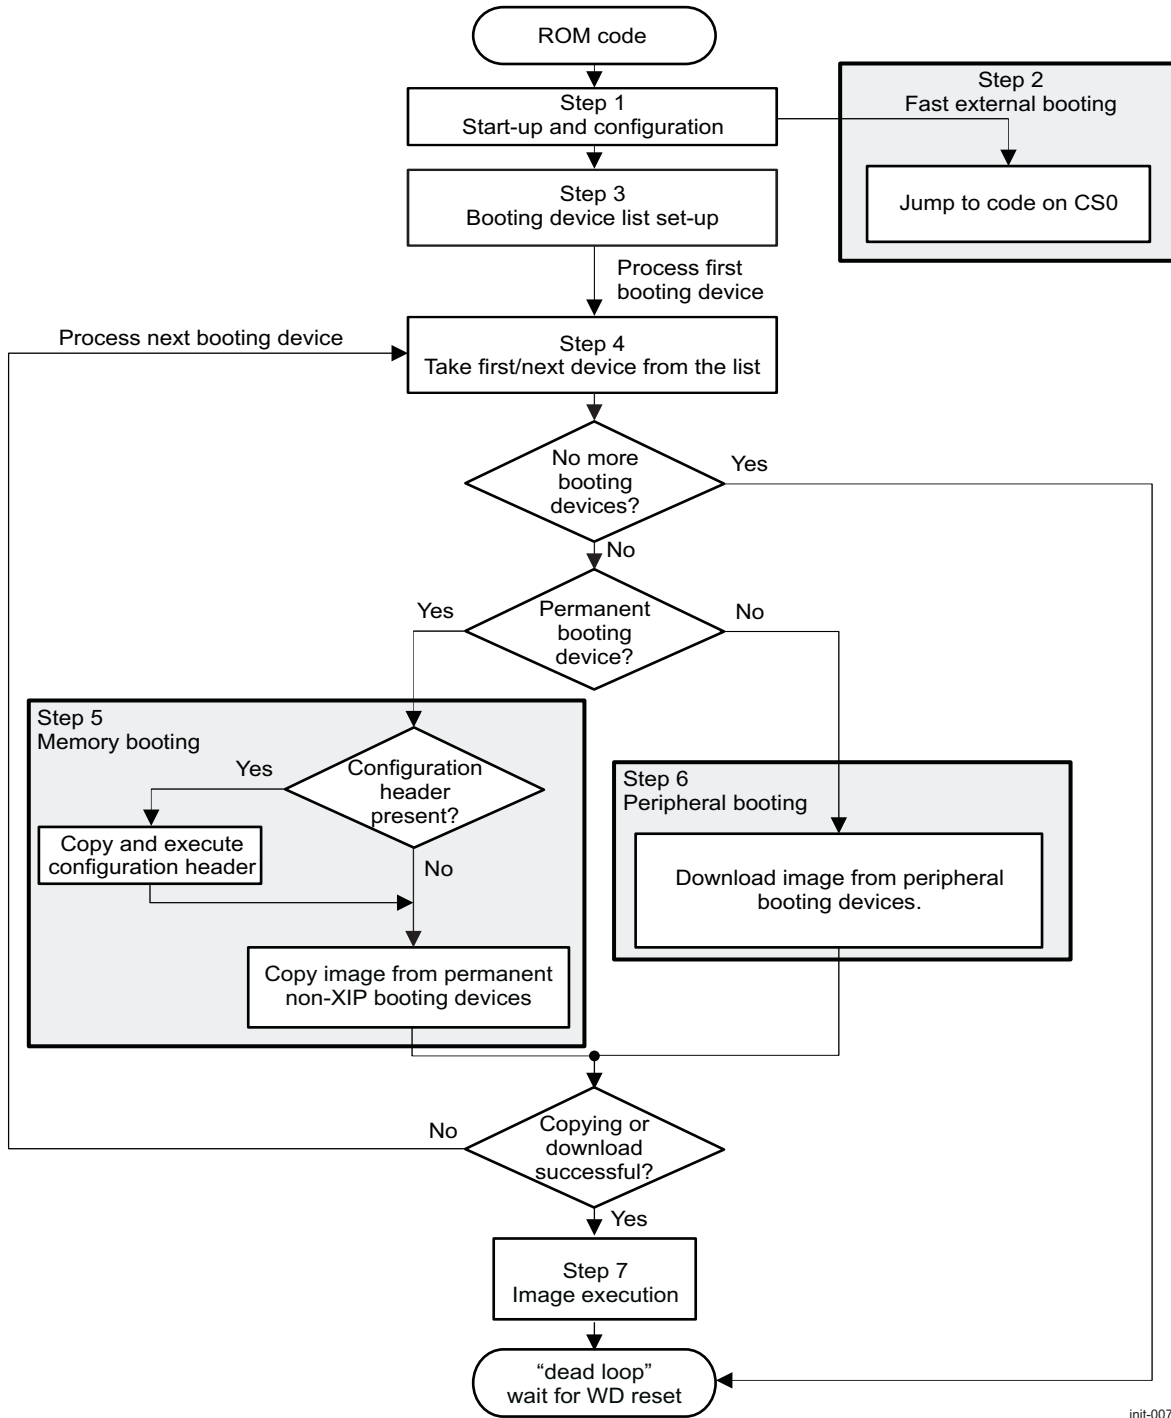 ROM code
Step 1
Start-up and configuration
Step 2
Fast external booting
Jump to code on CS0
Step 3
Booting device list set-up
Process first
booting device
Process next booting device
Step 4
Take first/next device from the list
No more
booting
devices?
Yes
No
Permanent
booting
device?
Yes
No
Step 5
Memory booting
Configuration
header
present?
Yes
Copy and execute
configuration header
No
Copy image from permanent
non-XIP booting devices
Step 6
Peripheral booting
Download image from peripheral
booting devices.
Copying or
download
successful?
No
Yes
Step 7
Image execution
“dead loop”
wait for WD reset
init-007